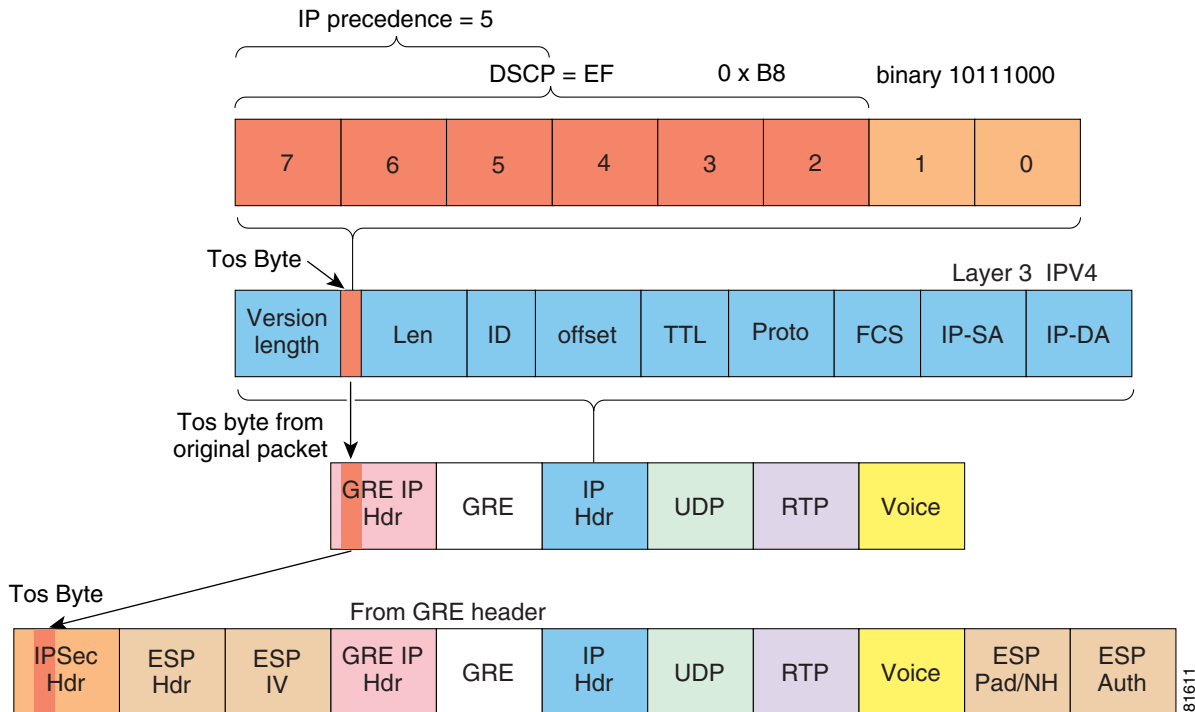 IP precedence = 5
DSCP = EF 0 x B8 binary 10111000
7 6 5 4 3 2 1 0
Tos Byte
Layer 3 IPV4
Version length Len ID offset TTL Proto FCS IP-SA IP-DA
Tos byte from
original packet
GRE IP Hdr GRE IP Hdr UDP RTP Voice
Tos Byte
From GRE header
IPSec Hdr ESP Hdr ESP IV GRE IP Hdr GRE IP Hdr UDP RTP Voice ESP Pad/NH ESP Auth
81611